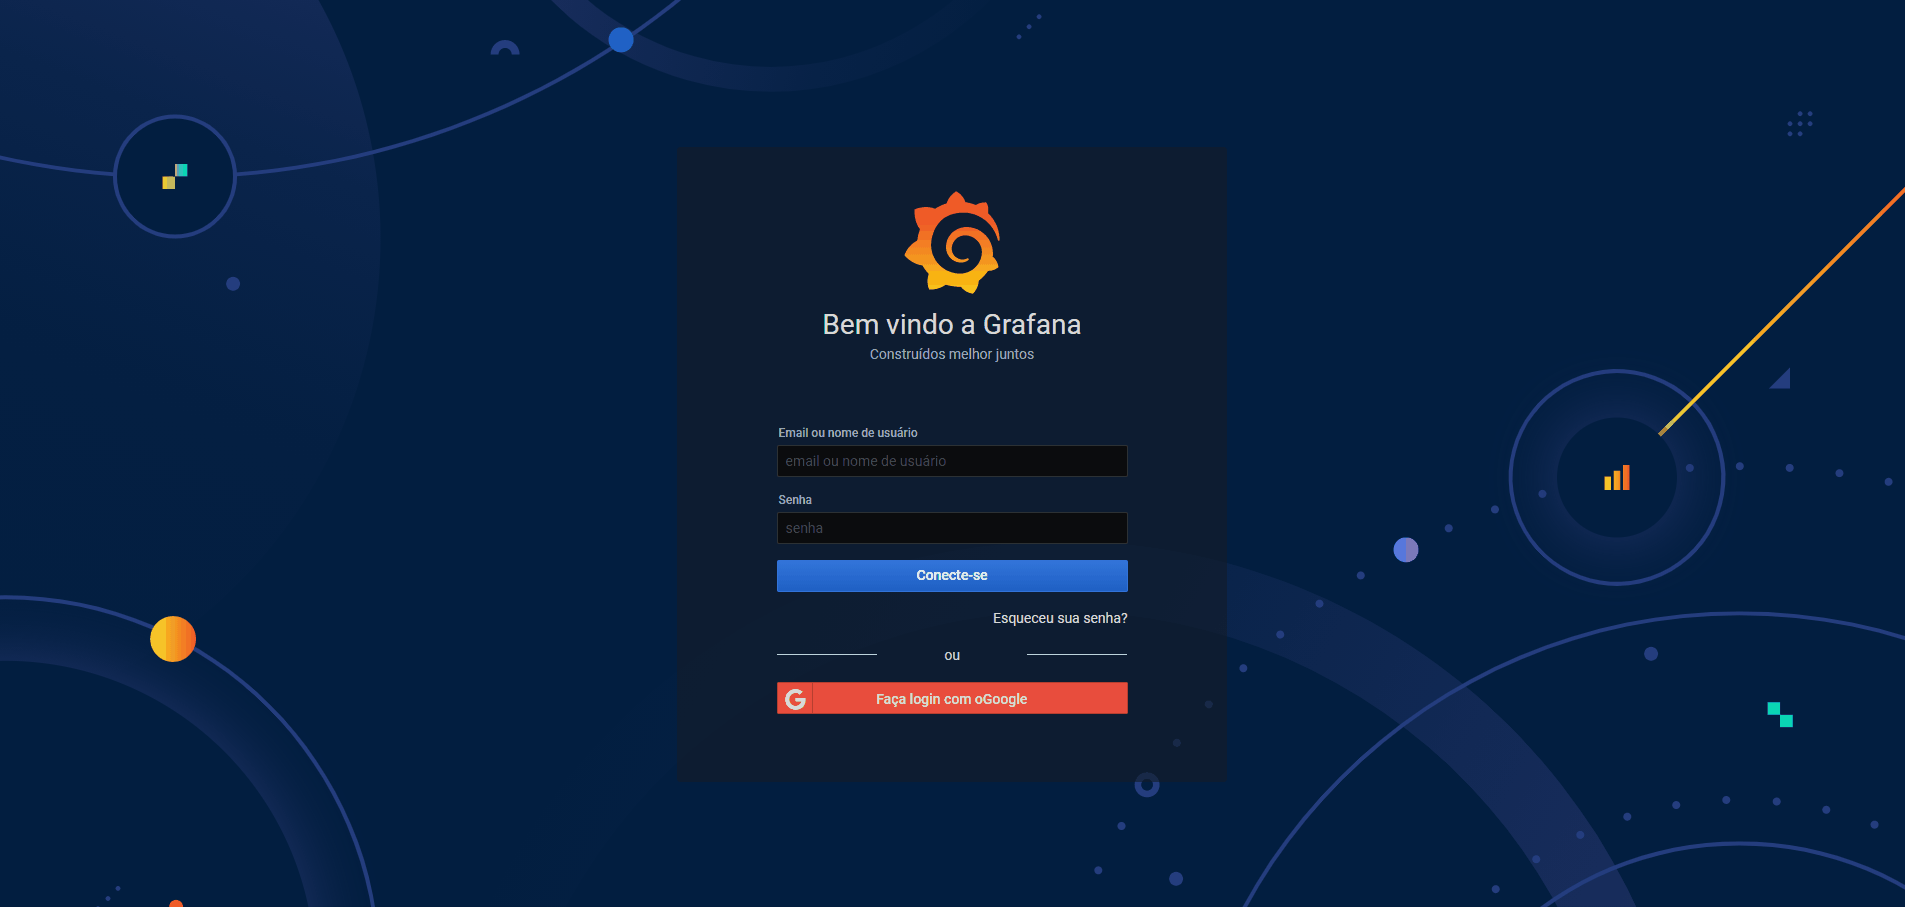 Bem vindo a Grafana
Construídos melhor juntos
Email ou nome de usuário
email ou nome de usuário
Senha
senha
Conecte-se
Esqueceu sua senha?
ou
Faça login com oGoogle